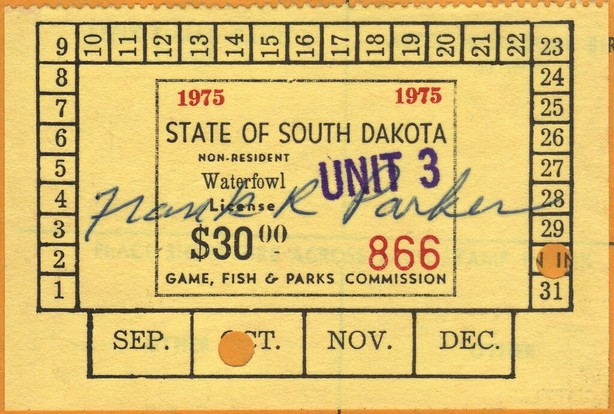 9 10 11 12 13 14 15 16 17 18 19 20 21 22 23
8 24
7 1975 1975 25
6 STATE OF SOUTH DAKOTA 26
NON-RESIDENT
5 Waterfowl UNIT 3 27
4 License 28
Frank R Parker
3 $30 00 866 29
2 N IN
1 GAME, FISH & PARKS COMMISSION 31
SEP. OCT. NOV. DEC.